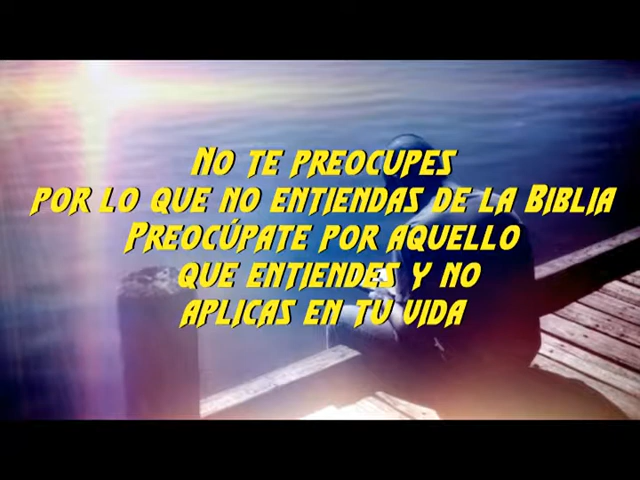 No te preocupes
por lo que no entiendas de la Biblia
Preocúpate por aquello
que entiendes y no
aplicas en tu vida